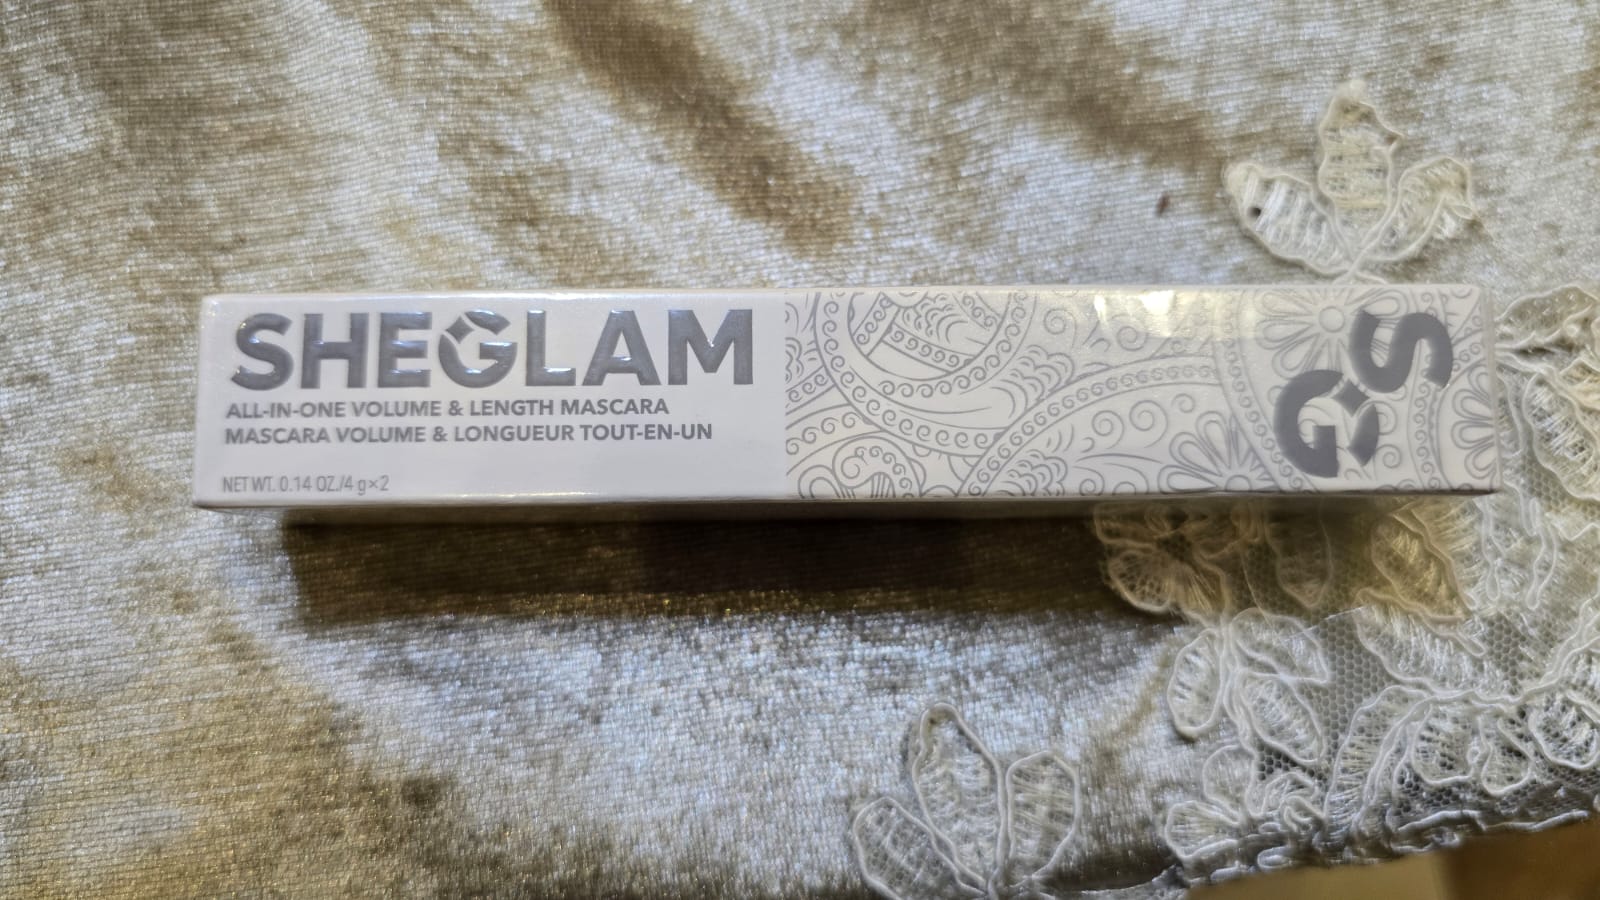 SHEGLAM
ALL-IN-ONE VOLUME & LENGTH MASCARA
MASCARA VOLUME & LONGUEUR TOUT-EN-UN
NET WT. 0.14 OZ./4 g×2
SG